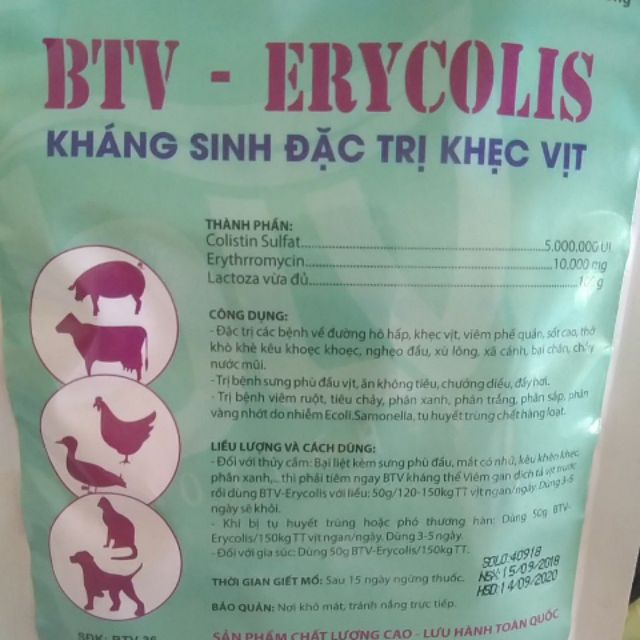 BTV - ERYCOLIS
KHÁNG SINH ĐẶC TRỊ KHẸC VỊT
THÀNH PHẦN:
Colistin Sulfat............5.000.000 UI
Erythrromycin............10.000 mg
Lactoza vừa đủ............100g
CÔNG DỤNG:
- Đặc trị các bệnh về đường hô hấp, khẹc vịt, viêm phế quản, sốt cao, thở
khò khè kêu khoẹc khoẹc, nghẹo đầu, xù lông, xã cánh, bại chân, chảy
nước mũi.
- Trị bệnh sưng phù đầu vịt, ăn không tiêu, chướng diều, đầy hơi.
- Trị bệnh viêm ruột, tiêu chảy, phân xanh, phân trắng, phân sáp, phân
vàng nhớt do nhiễm Ecoli,Samonella, tụ huyết trùng chết hàng loạt.
LIỀU LƯỢNG VÀ CÁCH DÙNG:
- Đối với thủy cầm: Bại liệt kèm sưng phù đầu, mắt có nhử, kêu khẹn khẹc,
phân xanh,... thì phải tiêm ngay BTV kháng thể Viêm gan dịch tả vịt trước
rồi dùng BTV-Erycolis với liều: 50g/120-150kg TT vịt ngan/ngày. Dùng 3-5
ngày sẽ khỏi.
- Khi bị tụ huyết trùng hoặc phó thương hàn: Dùng 50g BTV-
Erycolis/150kg TT vịt ngan/ngày. Dùng 3-5 ngày.
- Đối với gia súc: Dùng 50g BTV-Erycolis/150kg TT.
SỐ LÔ: 40918
NSX: 15/09/2018
HSD: 14/09/2020
THỜI GIAN GIẾT MỔ: Sau 15 ngày ngừng thuốc.
BẢO QUẢN: Nơi khô mát, tránh nắng trực tiếp.
SĐK: BTV-36
SẢN PHẨM CHẤT LƯỢNG CAO - LƯU HÀNH TOÀN QUỐC